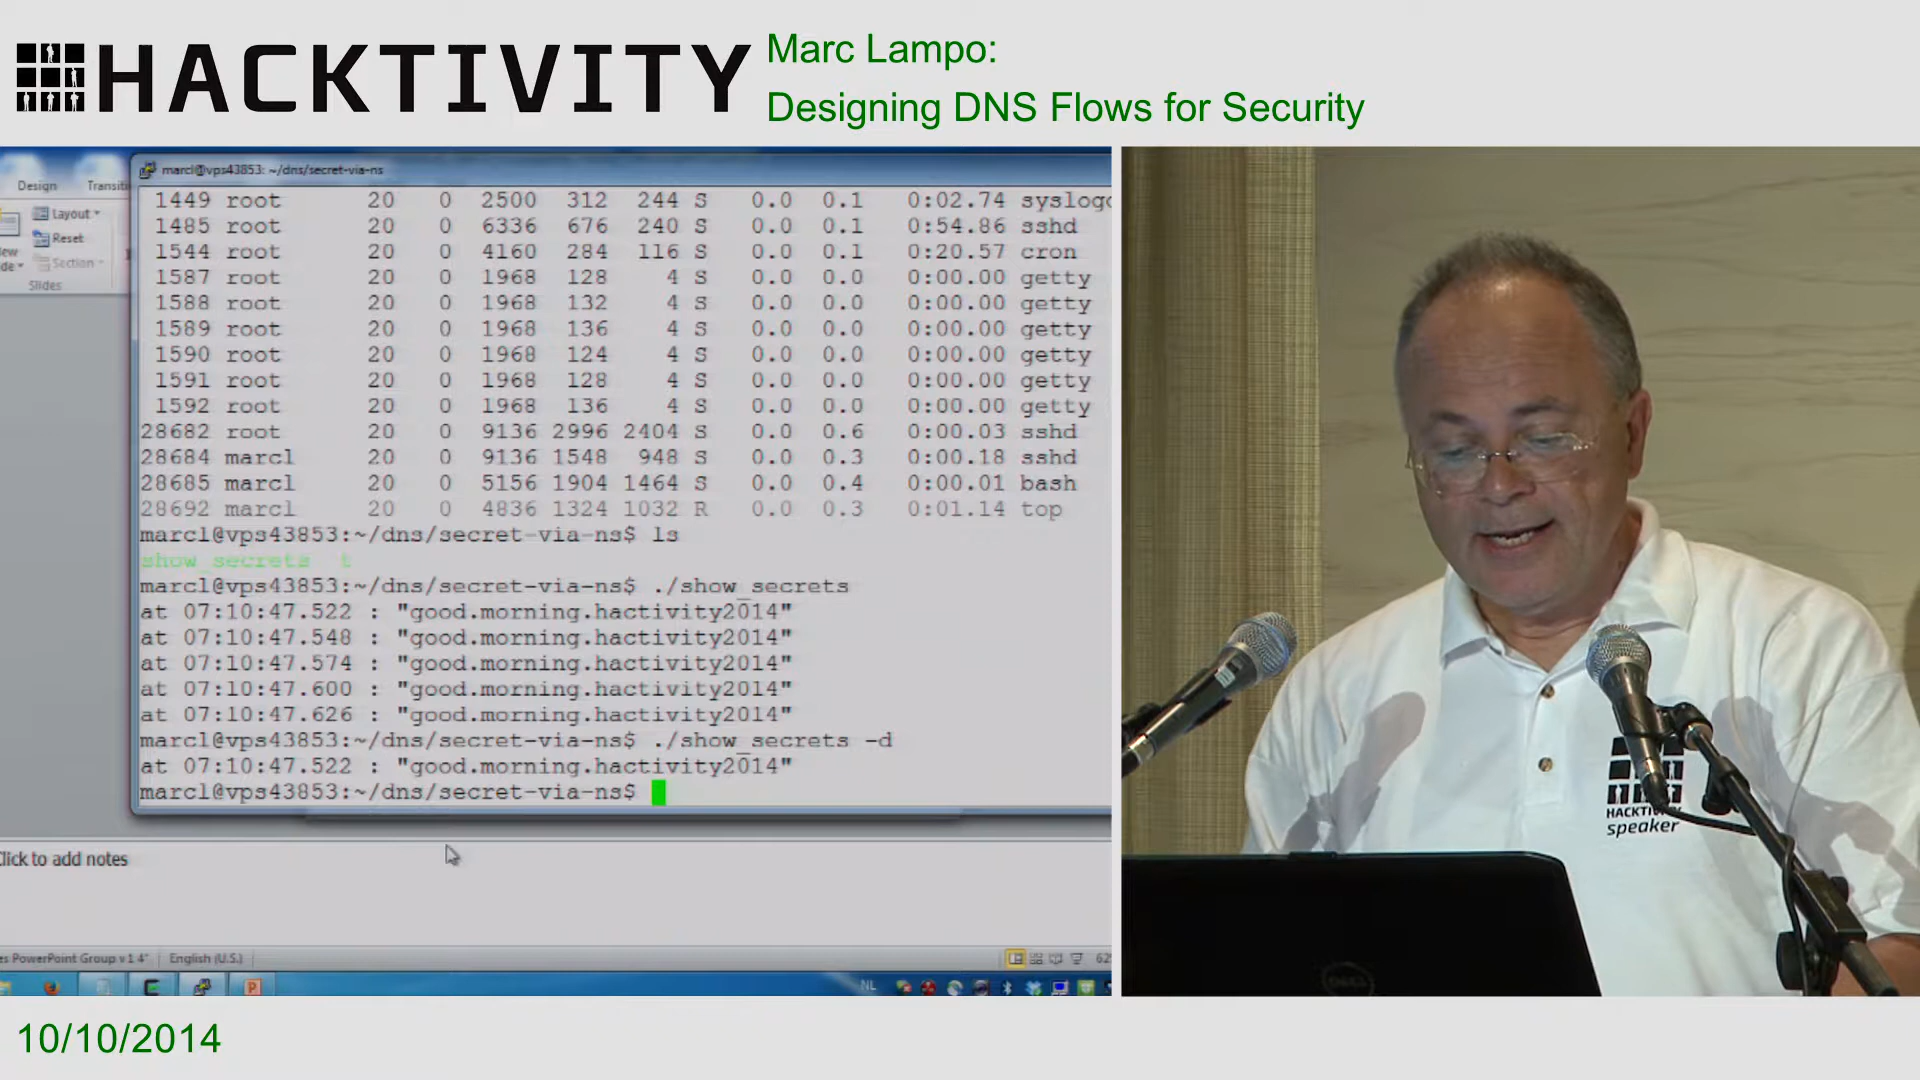 HACKTIVITY
Marc Lampo:
Designing DNS Flows for Security
marcl@vps43853: ~/dns/secret-via-ns
Design
Layout
Reset
Section
Slides
1449 root 20 0 2500 312 244 S 0.0 0.1 0:02.74 syslogd
1485 root 20 0 6336 676 240 S 0.0 0.1 0:54.86 sshd
1544 root 20 0 4160 284 116 S 0.0 0.1 0:20.57 cron
1587 root 20 0 1968 128 4 S 0.0 0.0 0:00.00 getty
1588 root 20 0 1968 132 4 S 0.0 0.0 0:00.00 getty
1589 root 20 0 1968 136 4 S 0.0 0.0 0:00.00 getty
1590 root 20 0 1968 124 4 S 0.0 0.0 0:00.00 getty
1591 root 20 0 1968 128 4 S 0.0 0.0 0:00.00 getty
1592 root 20 0 1968 136 4 S 0.0 0.0 0:00.00 getty
28682 root 20 0 9136 2996 2404 S 0.0 0.6 0:00.03 sshd
28684 marcl 20 0 9136 1548 948 S 0.0 0.3 0:00.18 sshd
28685 marcl 20 0 5156 1904 1464 S 0.0 0.4 0:00.01 bash
28692 marcl 20 0 4836 1324 1032 R 0.0 0.3 0:01.14 top
marcl@vps43853:~/dns/secret-via-ns$ ls
show_secrets t
marcl@vps43853:~/dns/secret-via-ns$ ./show_secrets
at 07:10:47.522 : "good.morning.hactivity2014"
at 07:10:47.548 : "good.morning.hactivity2014"
at 07:10:47.574 : "good.morning.hactivity2014"
at 07:10:47.600 : "good.morning.hactivity2014"
at 07:10:47.626 : "good.morning.hactivity2014"
marcl@vps43853:~/dns/secret-via-ns$ ./show_secrets -d
at 07:10:47.522 : "good.morning.hactivity2014"
marcl@vps43853:~/dns/secret-via-ns$
Click to add notes
PowerPoint Group v 1.4" English (U.S.)
NL
HACKTIVITY
speaker
DELL
10/10/2014